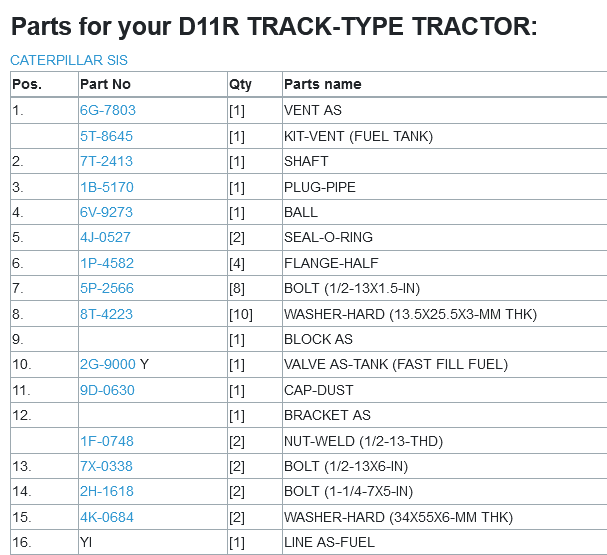 Parts for your D11R TRACK-TYPE TRACTOR:
CATERPILLAR SIS
Pos. Part No Qty Parts name
1. 6G-7803 [1] VENT AS
5T-8645 [1] KIT-VENT (FUEL TANK)
2. 7T-2413 [1] SHAFT
3. 1B-5170 [1] PLUG-PIPE
4. 6V-9273 [1] BALL
5. 4J-0527 [2] SEAL-O-RING
6. 1P-4582 [4] FLANGE-HALF
7. 5P-2566 [8] BOLT (1/2-13X1.5-IN)
8. 8T-4223 [10] WASHER-HARD (13.5X25.5X3-MM THK)
9. [1] BLOCK AS
10. 2G-9000 Y [1] VALVE AS-TANK (FAST FILL FUEL)
11. 9D-0630 [1] CAP-DUST
12. [1] BRACKET AS
1F-0748 [2] NUT-WELD (1/2-13-THD)
13. 7X-0338 [2] BOLT (1/2-13X6-IN)
14. 2H-1618 [2] BOLT (1-1/4-7X5-IN)
15. 4K-0684 [2] WASHER-HARD (34X55X6-MM THK)
16. YI [1] LINE AS-FUEL